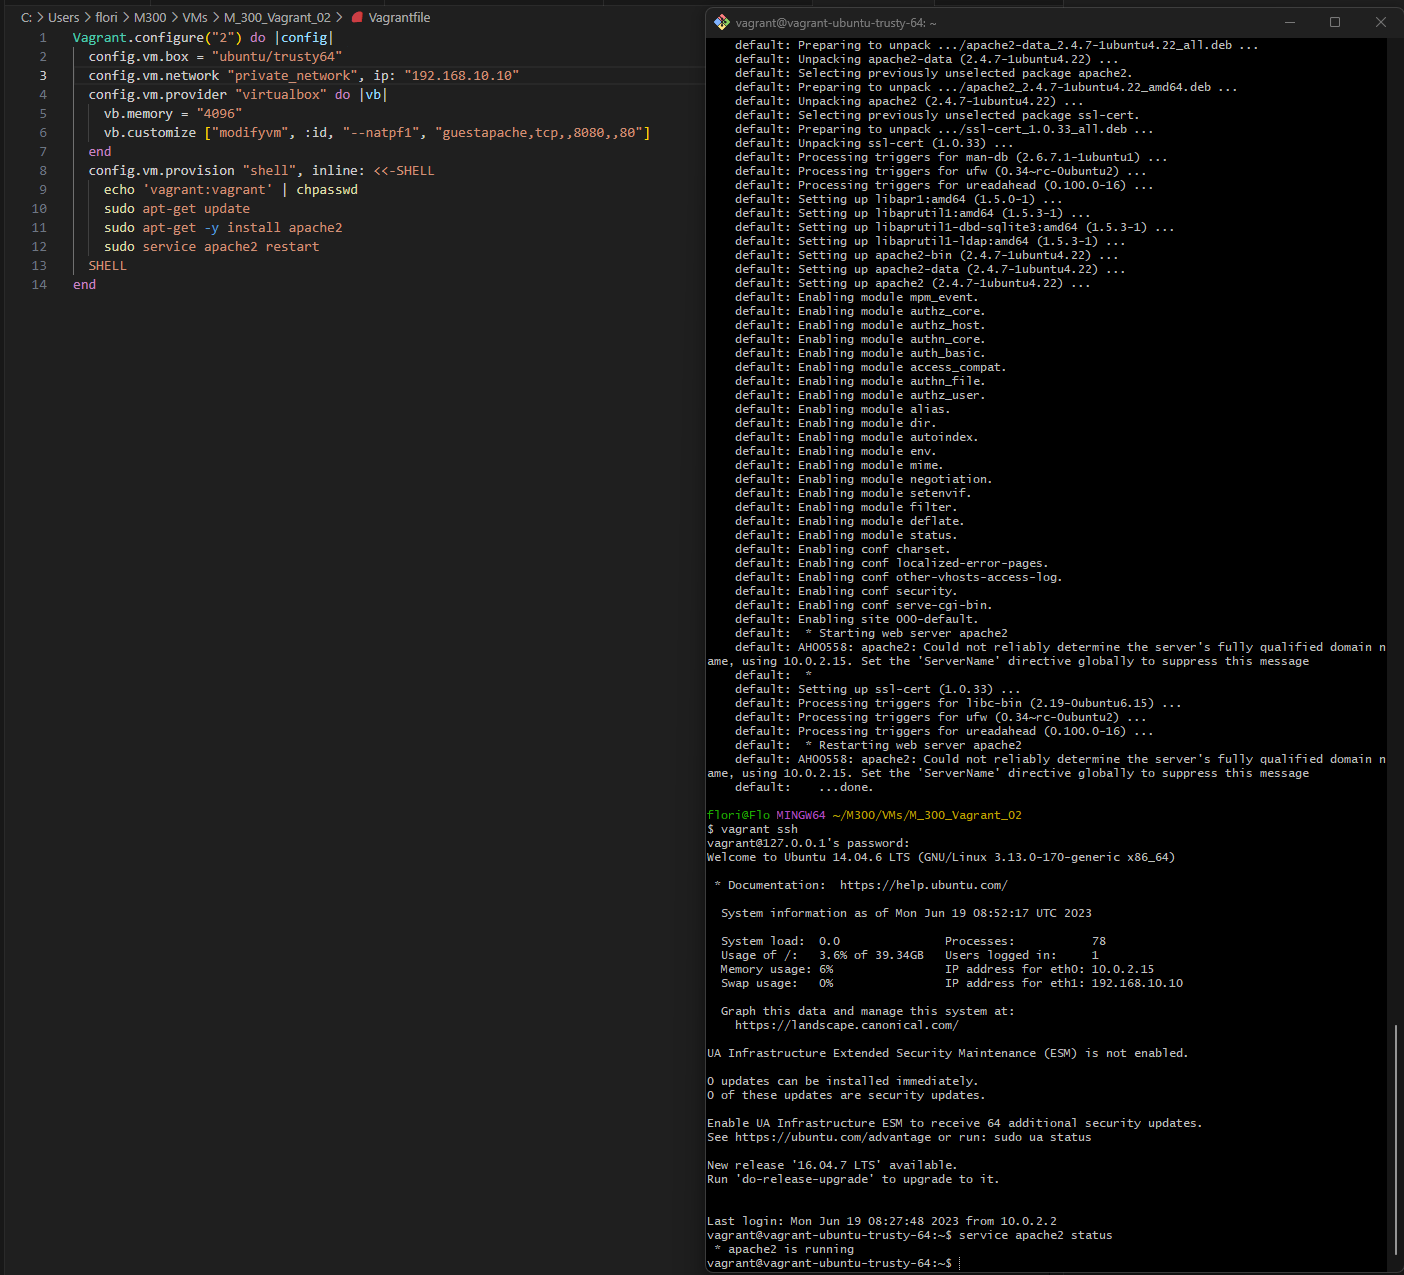 C: > Users > flori > M300 > VMs > M_300_Vagrant_02 > Vagrantfile
1 Vagrant.configure("2") do |config|
2 config.vm.box = "ubuntu/trusty64"
3 config.vm.network "private_network", ip: "192.168.10.10"
4 config.vm.provider "virtualbox" do |vb|
5 vb.memory = "4096"
6 vb.customize ["modifyvm", :id, "--natpf1", "guestapache,tcp,,8080,,80"]
7 end
8 config.vm.provision "shell", inline: <<-SHELL
9 echo 'vagrant:vagrant' | chpasswd
10 sudo apt-get update
11 sudo apt-get -y install apache2
12 sudo service apache2 restart
13 SHELL
14 end
vagrant@vagrant-ubuntu-trusty-64: ~
default: Preparing to unpack .../apache2-data_2.4.7-1ubuntu4.22_all.deb ...
default: Unpacking apache2-data (2.4.7-1ubuntu4.22) ...
default: Selecting previously unselected package apache2.
default: Preparing to unpack .../apache2_2.4.7-1ubuntu4.22_amd64.deb ...
default: Unpacking apache2 (2.4.7-1ubuntu4.22) ...
default: Selecting previously unselected package ssl-cert.
default: Preparing to unpack .../ssl-cert_1.0.33_all.deb ...
default: Unpacking ssl-cert (1.0.33) ...
default: Processing triggers for man-db (2.6.7.1-1ubuntu1) ...
default: Processing triggers for ufw (0.34~rc-0ubuntu2) ...
default: Processing triggers for ureadahead (0.100.0-16) ...
default: Setting up libapr1:amd64 (1.5.0-1) ...
default: Setting up libaprutil1:amd64 (1.5.3-1) ...
default: Setting up libaprutil1-dbd-sqlite3:amd64 (1.5.3-1) ...
default: Setting up libaprutil1-ldap:amd64 (1.5.3-1) ...
default: Setting up apache2-bin (2.4.7-1ubuntu4.22) ...
default: Setting up apache2-data (2.4.7-1ubuntu4.22) ...
default: Setting up apache2 (2.4.7-1ubuntu4.22) ...
default: Enabling module mpm_event.
default: Enabling module authz_core.
default: Enabling module authz_host.
default: Enabling module authn_core.
default: Enabling module auth_basic.
default: Enabling module access_compat.
default: Enabling module authn_file.
default: Enabling module authz_user.
default: Enabling module alias.
default: Enabling module dir.
default: Enabling module autoindex.
default: Enabling module env.
default: Enabling module mime.
default: Enabling module negotiation.
default: Enabling module setenvif.
default: Enabling module filter.
default: Enabling module deflate.
default: Enabling module status.
default: Enabling conf charset.
default: Enabling conf localized-error-pages.
default: Enabling conf other-vhosts-access-log.
default: Enabling conf security.
default: Enabling conf serve-cgi-bin.
default: Enabling site 000-default.
default:  * Starting web server apache2
default: AH00558: apache2: Could not reliably determine the server's fully qualified domain n
ame, using 10.0.2.15. Set the 'ServerName' directive globally to suppress this message
default:  *
default: Setting up ssl-cert (1.0.33) ...
default: Processing triggers for libc-bin (2.19-0ubuntu6.15) ...
default: Processing triggers for ufw (0.34~rc-0ubuntu2) ...
default: Processing triggers for ureadahead (0.100.0-16) ...
default:  * Restarting web server apache2
default: AH00558: apache2: Could not reliably determine the server's fully qualified domain n
ame, using 10.0.2.15. Set the 'ServerName' directive globally to suppress this message
default:    ...done.
flori@Flo MINGW64 ~/M300/VMs/M_300_Vagrant_02
$ vagrant ssh
vagrant@127.0.0.1's password:
Welcome to Ubuntu 14.04.6 LTS (GNU/Linux 3.13.0-170-generic x86_64)
* Documentation:  https://help.ubuntu.com/
System information as of Mon Jun 19 08:52:17 UTC 2023
System load:  0.0 Processes: 78
Usage of /:   3.6% of 39.34GB Users logged in: 1
Memory usage: 6% IP address for eth0: 10.0.2.15
Swap usage:   0% IP address for eth1: 192.168.10.10
Graph this data and manage this system at:
https://landscape.canonical.com/
UA Infrastructure Extended Security Maintenance (ESM) is not enabled.
0 updates can be installed immediately.
0 of these updates are security updates.
Enable UA Infrastructure ESM to receive 64 additional security updates.
See https://ubuntu.com/advantage or run: sudo ua status
New release '16.04.7 LTS' available.
Run 'do-release-upgrade' to upgrade to it.
Last login: Mon Jun 19 08:27:48 2023 from 10.0.2.2
vagrant@vagrant-ubuntu-trusty-64:~$ service apache2 status
* apache2 is running
vagrant@vagrant-ubuntu-trusty-64:~$